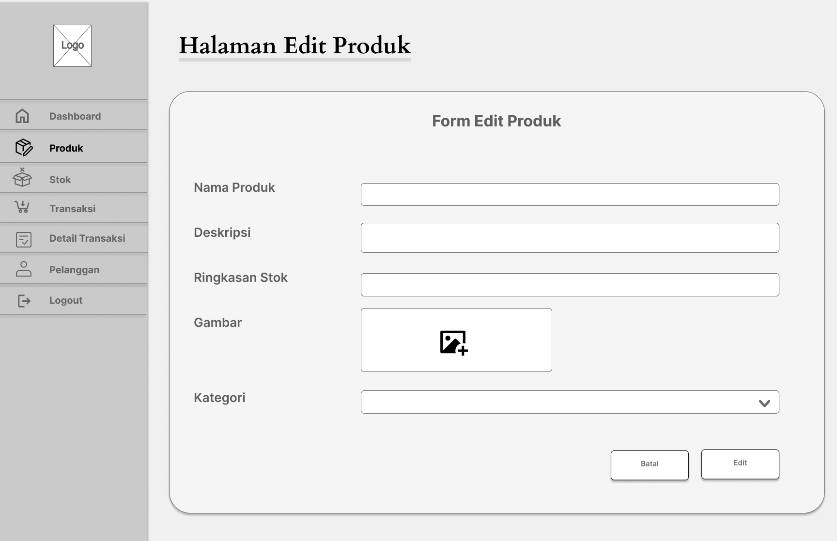 Logo
Dashboard
Produk
Stok
Transaksi
Detail Transaksi
Pelanggan
Logout
Halaman Edit Produk
Form Edit Produk
Nama Produk
Deskripsi
Ringkasan Stok
Gambar
Kategori
Batal
Edit